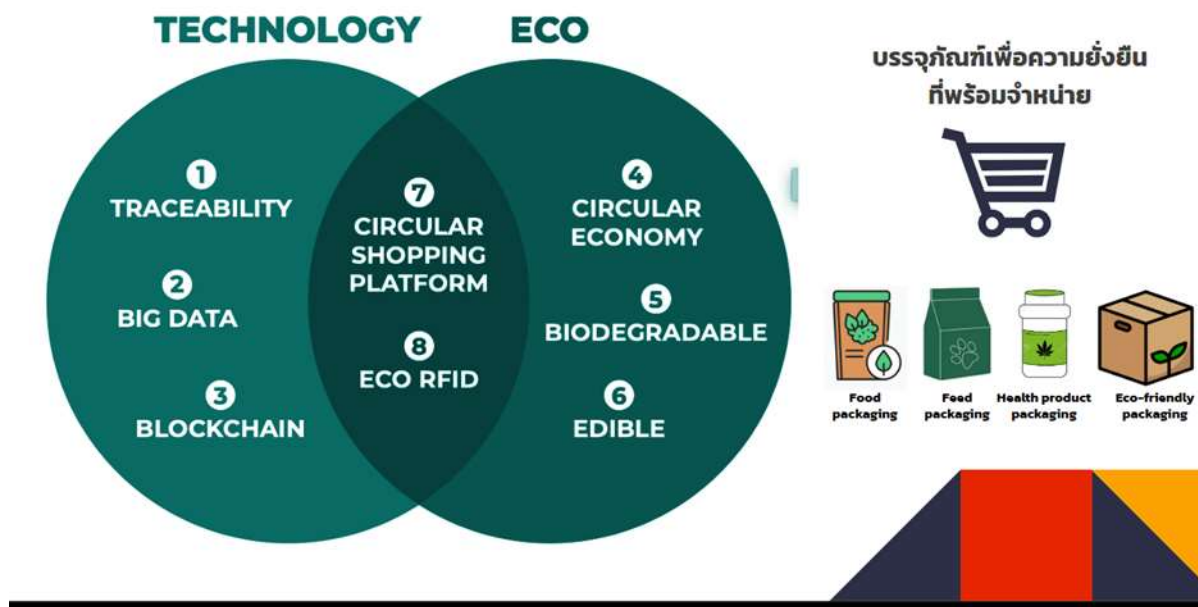 TECHNOLOGY
ECO
1
TRACEABILITY
2
BIG DATA
3
BLOCKCHAIN
7
CIRCULAR
SHOPPING
PLATFORM
8
ECO RFID
4
CIRCULAR
ECONOMY
5
BIODEGRADABLE
6
EDIBLE
บรรจุภัณฑ์เพื่อความยั่งยืน
ที่พร้อมจำหน่าย
Food
packaging
Feed
packaging
Health product
packaging
Eco-friendly
packaging